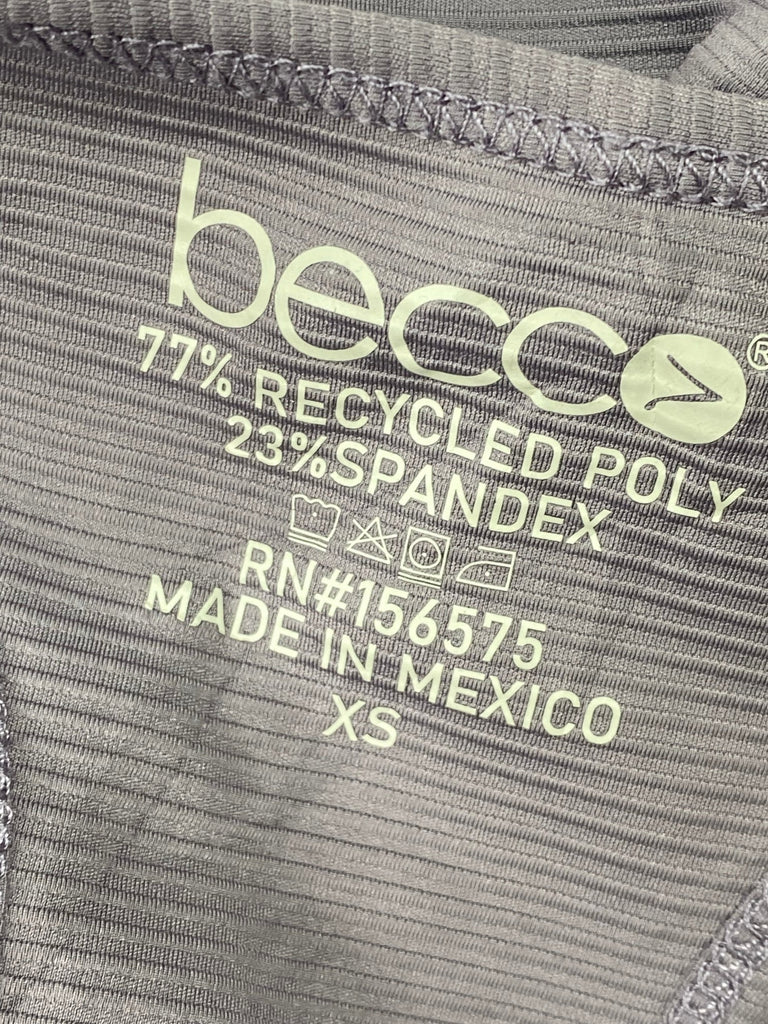 becco®
77% RECYCLED POLY
23%SPANDEX
RN#156575
MADE IN MEXICO
XS